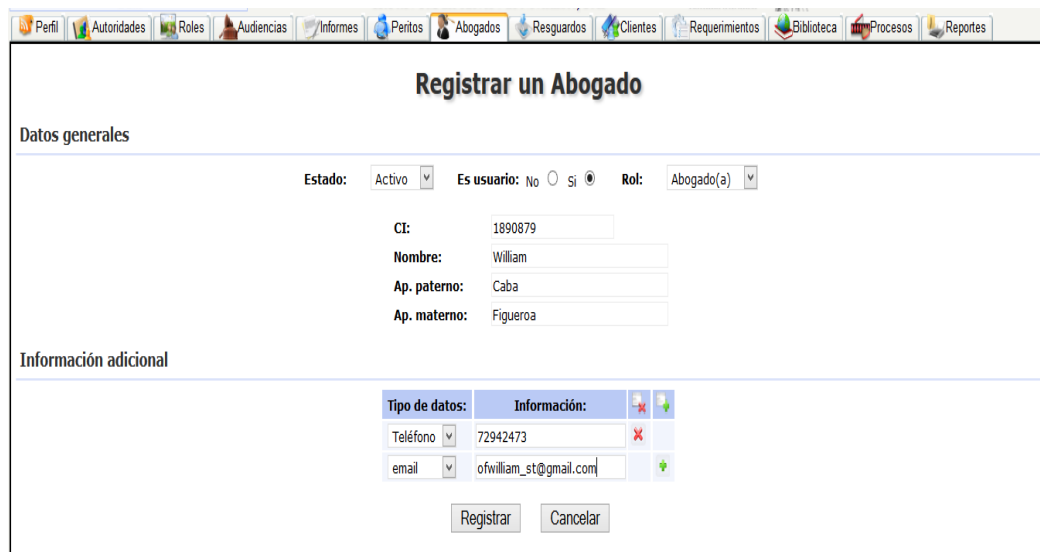 Perfil Autoridades Roles Audiencias Informes Peritos Abogados Resguardos Clientes Requerimientos Biblioteca Procesos Reportes
Registrar un Abogado
Datos generales
Estado: Activo Es usuario: No Si Rol: Abogado(a)
CI: 1890879
Nombre: William
Ap. paterno: Caba
Ap. materno: Figueroa
Información adicional
Tipo de datos: Información:
Teléfono 72942473
email ofwilliam_st@gmail.com
Registrar Cancelar